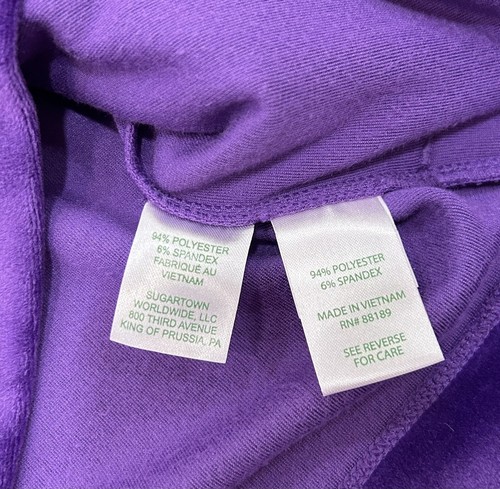 94% POLYESTER
6% SPANDEX
FABRIQUÉ AU
VIETNAM
SUGARTOWN
WORLDWIDE, LLC
800 THIRD AVENUE
KING OF PRUSSIA, PA
94% POLYESTER
6% SPANDEX
MADE IN VIETNAM
RN# 88189
SEE REVERSE
FOR CARE